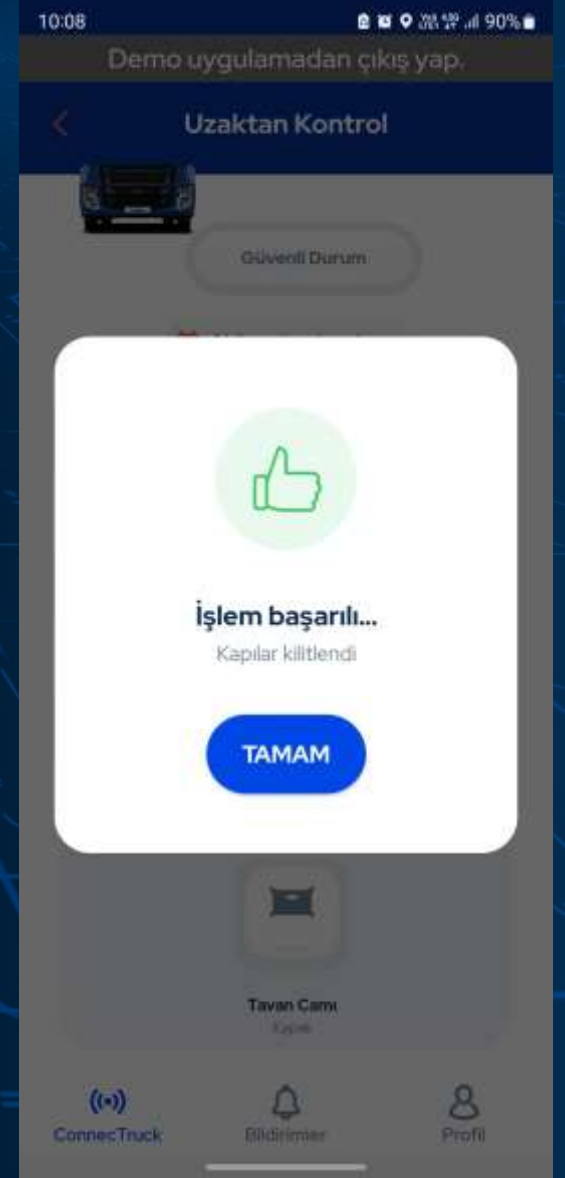 10:08
90%
Demo uygulamadan çıkış yap.
Uzaktan Kontrol
Güvenli Durum
İşlem başarılı...
Kapılar kilitlendi
TAMAM
Tavan Camı
Kapalı
ConnecTruck
Bildirimler
Profil